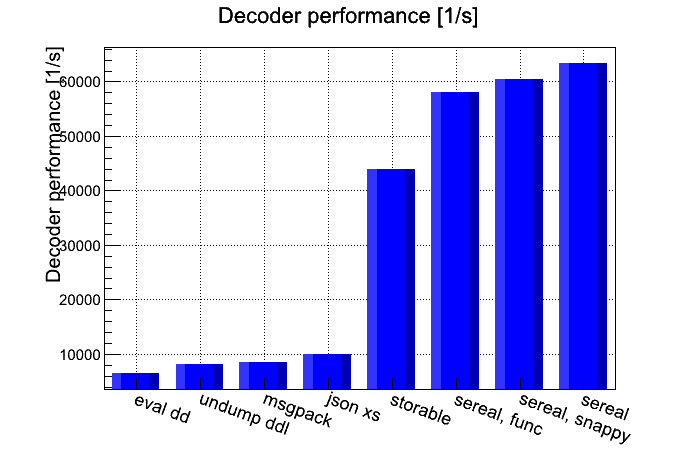 Decoder performance [1/s]
Decoder performance [1/s]
60000
50000
40000
30000
20000
10000
eval dd
undump ddl
msgpack
json xs
storable
sereal, func
sereal, snappy
sereal